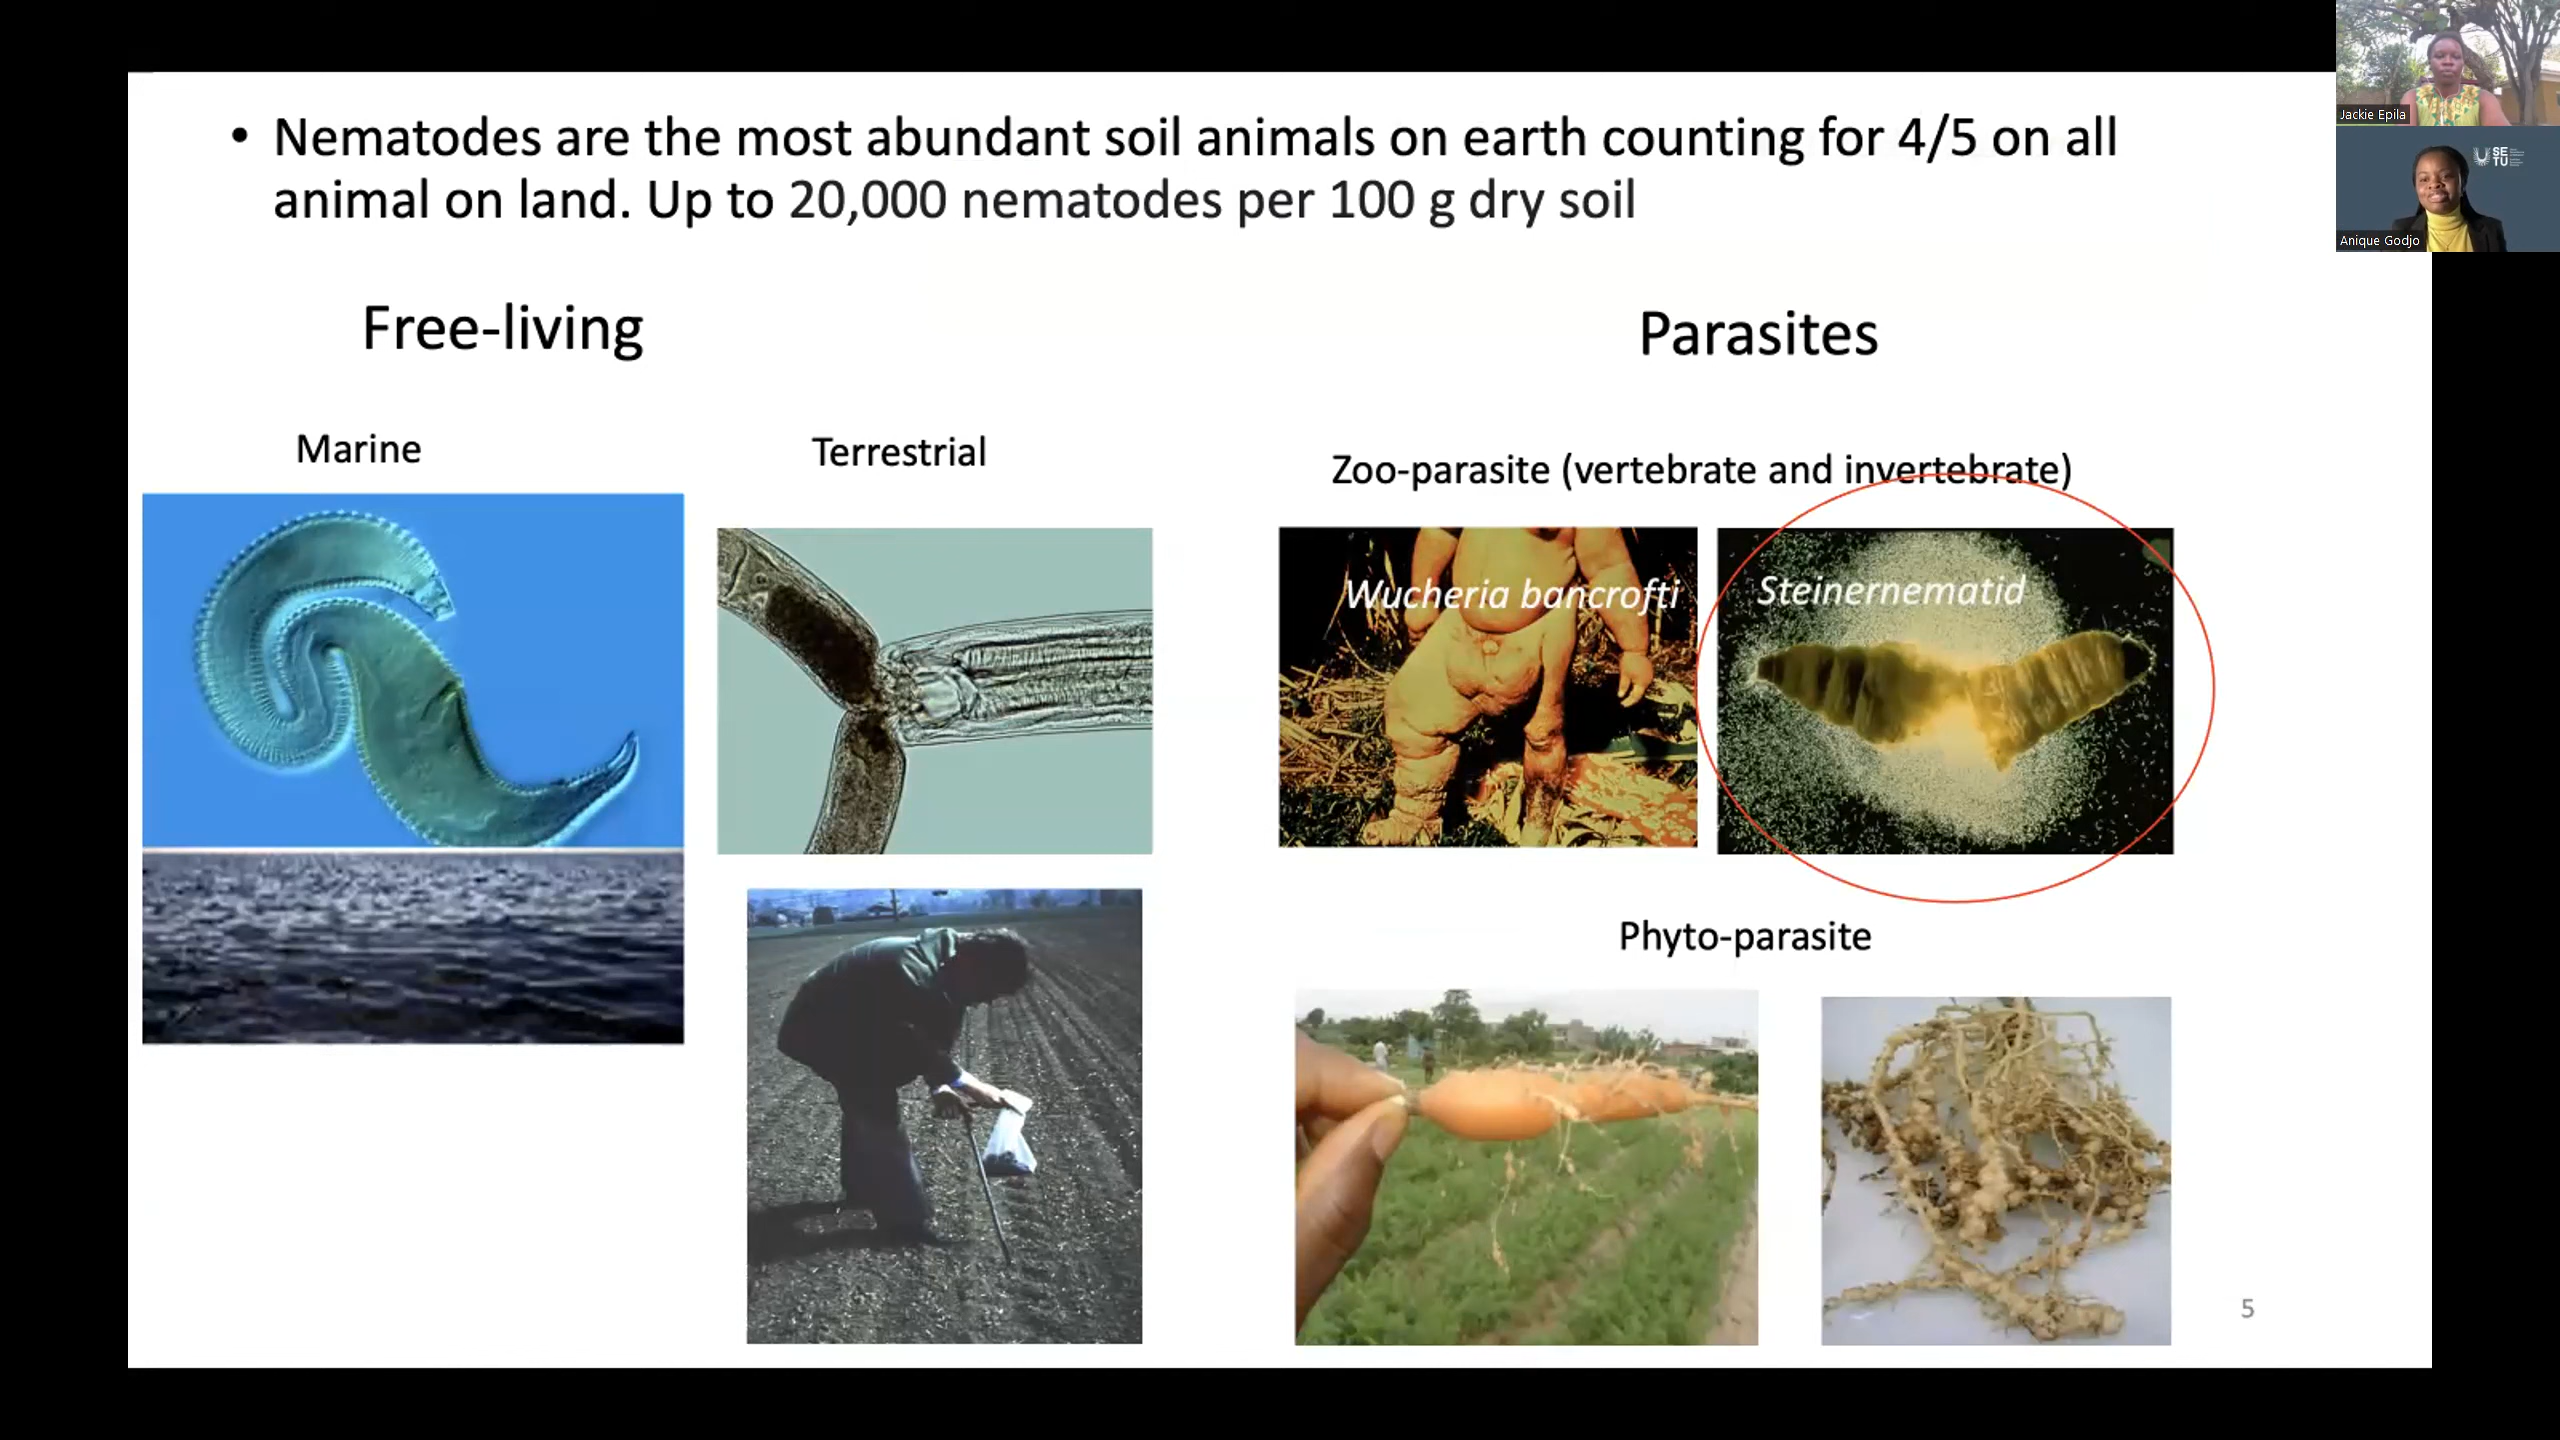 • Nematodes are the most abundant soil animals on earth counting for 4/5 on all
animal on land. Up to 20,000 nematodes per 100 g dry soil
Free-living
Parasites
Marine
Terrestrial
Zoo-parasite (vertebrate and invertebrate)
Wucheria bancrofti
Steinernematid
Phyto-parasite
5
Jackie Epila
SE
TU
Anique Godjo